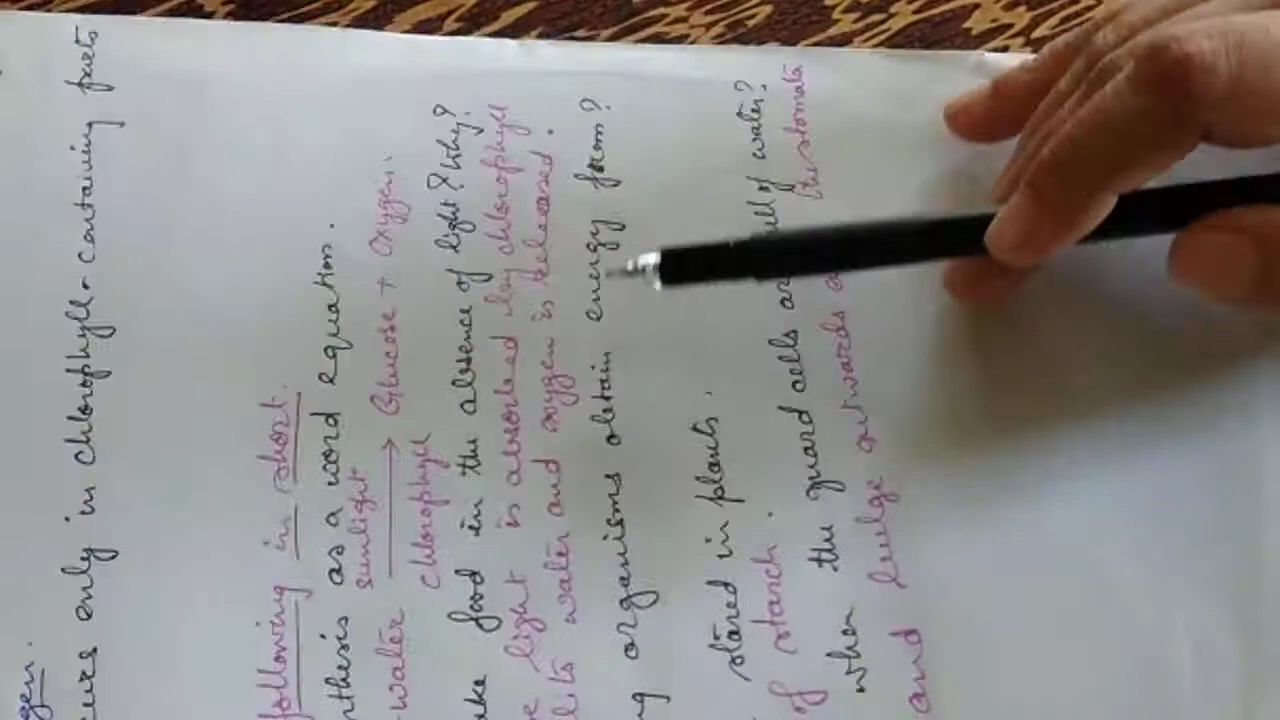 gen.
curs only in chlorophyll-containing parts
following in short.
nthesis as a word equation.
sunlight
water → Glucose + Oxygen.
chlorophyll
ake food in the absence of light? Why?
e light is absorbed by chlorophyll
lits water and oxygen is released.
ng organisms obtain energy from?
stored in plants.
of starch.
when the guard cells are full of water?
and bulge outwards the stomata